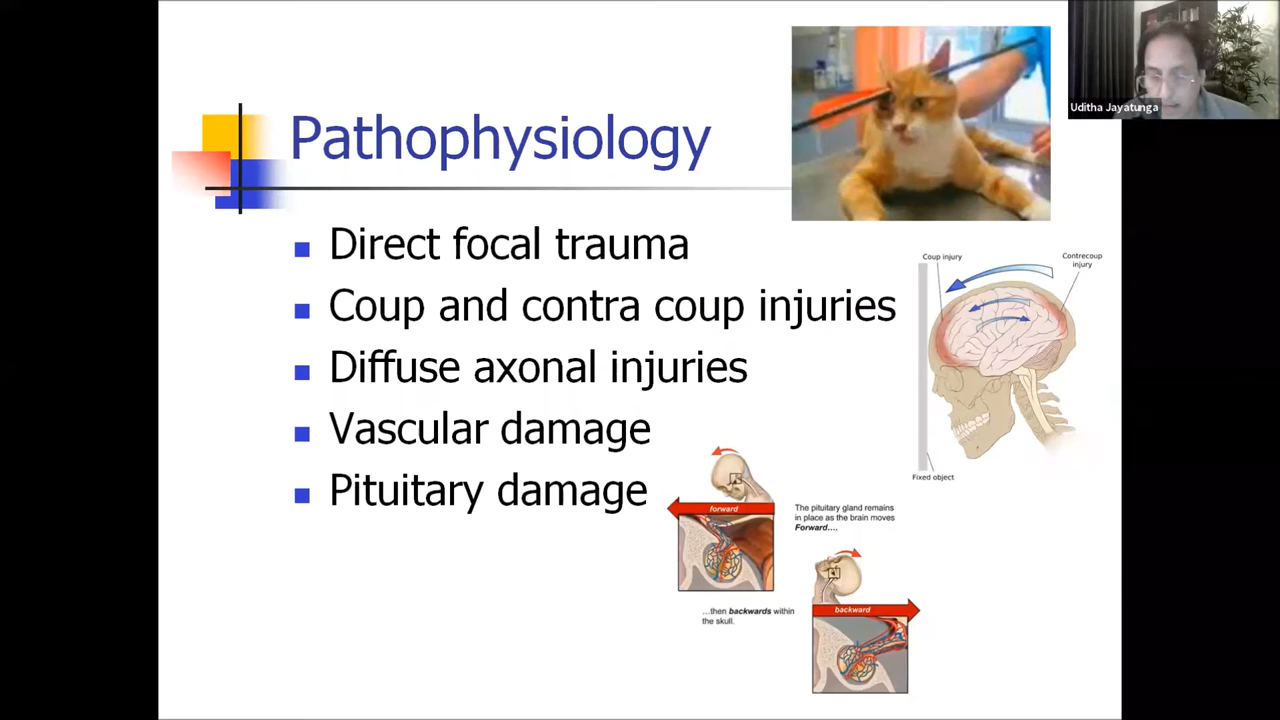 Pathophysiology
Uditha Jayatunga
Direct focal trauma
Coup and contra coup injuries
Diffuse axonal injuries
Vascular damage
Pituitary damage
Coup injury
Contrecoup
injury
Fixed object
forward
The pituitary gland remains
in place as the brain moves
Forward....
...then backwards within
the skull.
backward